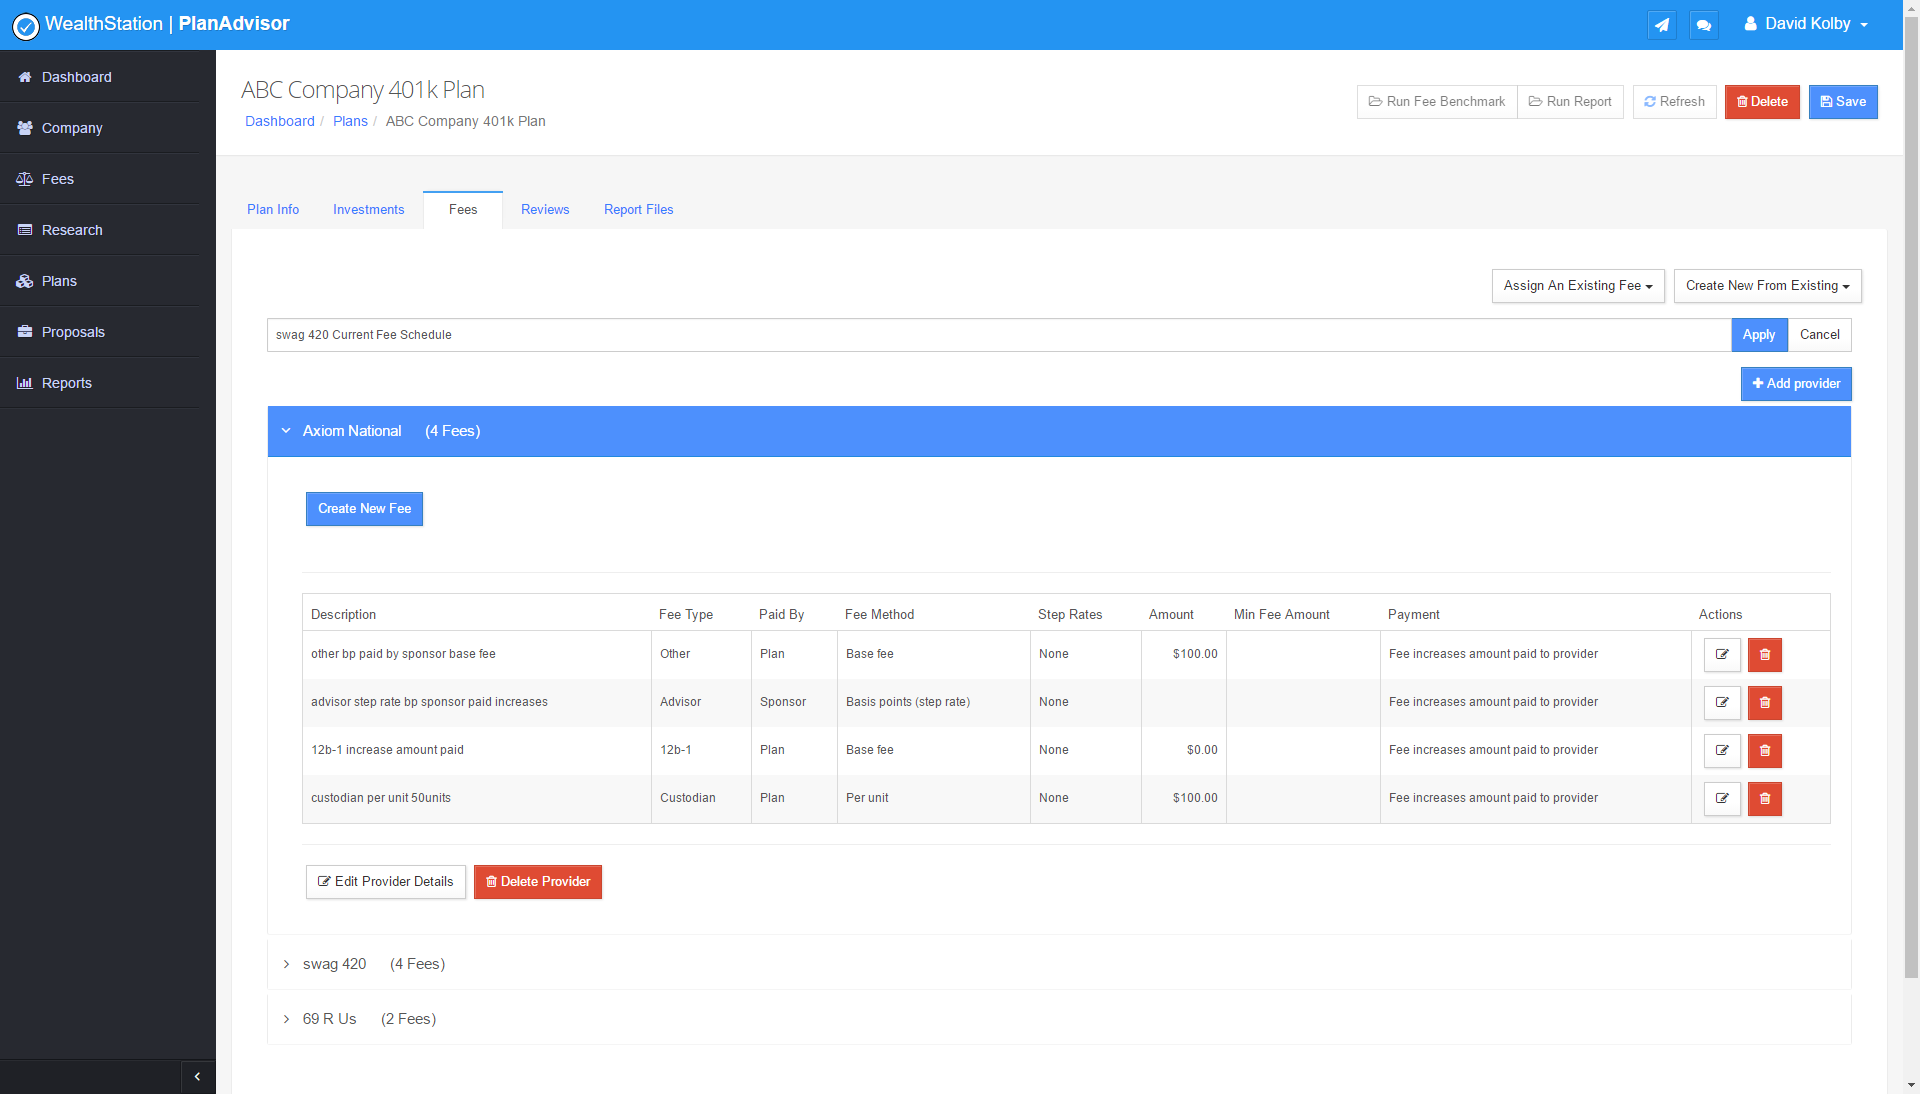 WealthStation | PlanAdvisor
David Kolby
Dashboard
Company
Fees
Research
Plans
Proposals
Reports
ABC Company 401k Plan
Dashboard / Plans / ABC Company 401k Plan
Run Fee Benchmark Run Report Refresh Delete Save
Plan Info Investments Fees Reviews Report Files
Assign An Existing Fee Create New From Existing
swag 420 Current Fee Schedule Apply Cancel
Add provider
Axiom National (4 Fees)
Create New Fee
Description Fee Type Paid By Fee Method Step Rates Amount Min Fee Amount Payment Actions
other bp paid by sponsor base fee Other Plan Base fee None $100.00 Fee increases amount paid to provider
advisor step rate bp sponsor paid increases Advisor Sponsor Basis points (step rate) None Fee increases amount paid to provider
12b-1 increase amount paid 12b-1 Plan Base fee None $0.00 Fee increases amount paid to provider
custodian per unit 50units Custodian Plan Per unit None $100.00 Fee increases amount paid to provider
Edit Provider Details Delete Provider
swag 420 (4 Fees)
69 R Us (2 Fees)